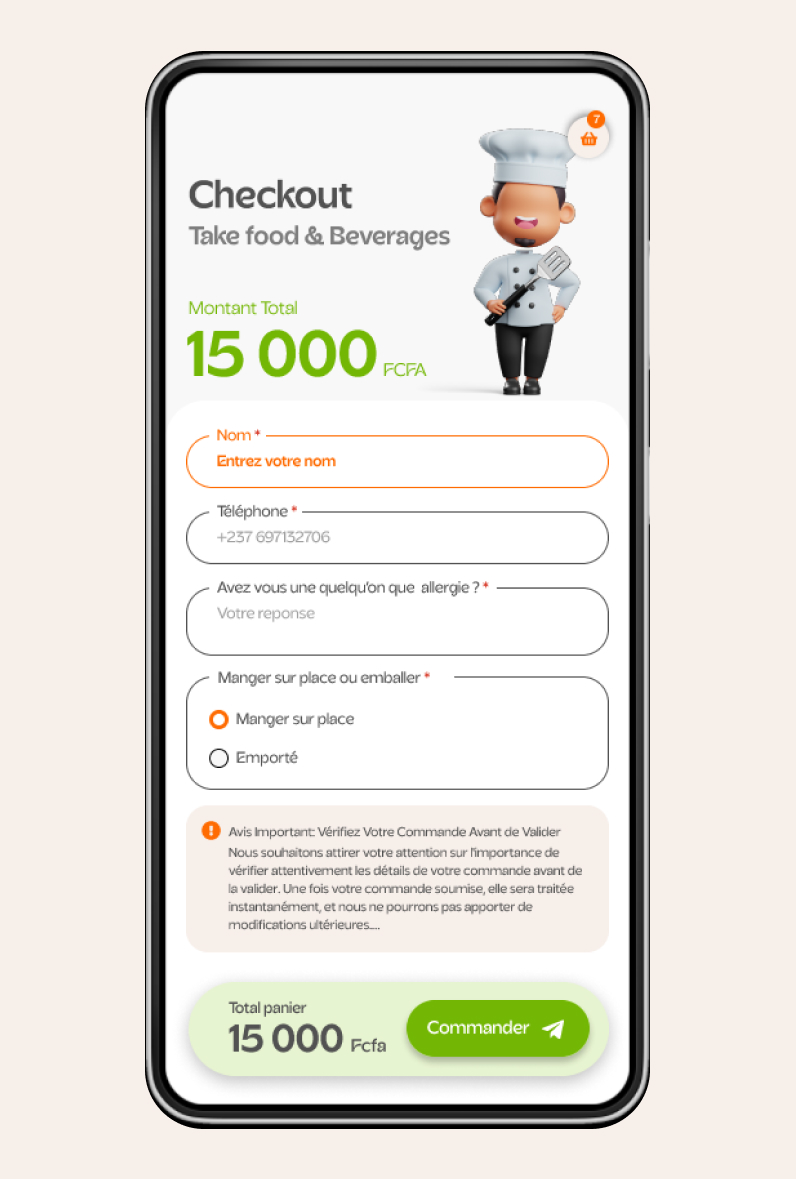 7
Checkout
Take food & Beverages
Montant Total
15 000 FCFA
Nom *
Entrez votre nom
Téléphone *
+237 697132706
Avez vous une quelqu'on que allergie ? *
Votre reponse
Manger sur place ou emballer *
Manger sur place
Emporté
Avis Important: Vérifiez Votre Commande Avant de Valider
Nous souhaitons attirer votre attention sur l'importance de
vérifier attentivement les détails de votre commande avant de
la valider. Une fois votre commande soumise, elle sera traitée
instantanément, et nous ne pourrons pas apporter de
modifications ultérieures....
Total panier
15 000 Fcfa
Commander